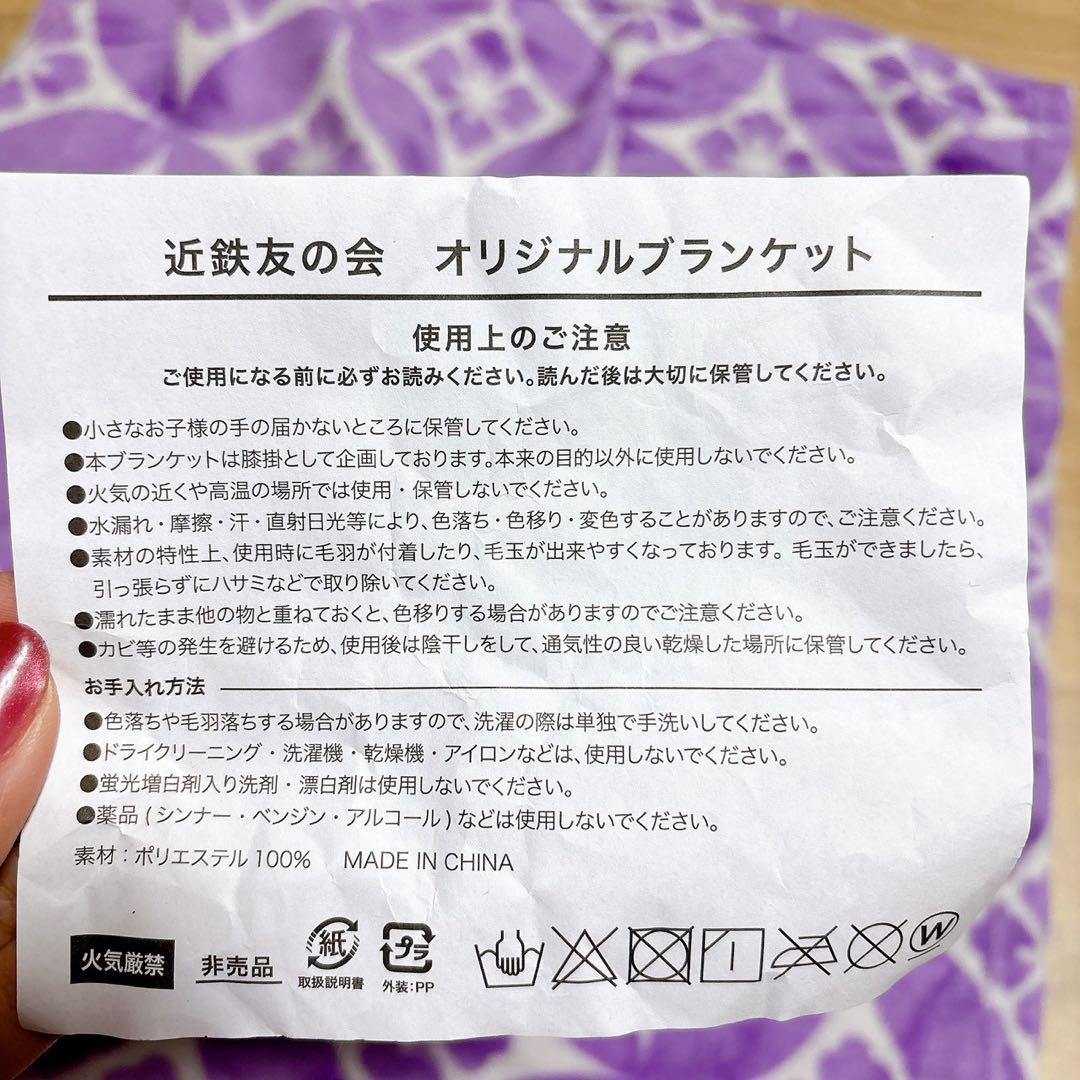 近鉄友の会　オリジナルブランケット
使用上のご注意
ご使用になる前に必ずお読みください。読んだ後は大切に保管してください。
●小さなお子様の手の届かないところに保管してください。
●本ブランケットは膝掛として企画しております。本来の目的以外に使用しないでください。
●火気の近くや高温の場所では使用・保管しないでください。
●水漏れ・摩擦・汗・直射日光等により、色落ち・色移り・変色することがありますので、ご注意ください。
●素材の特性上、使用時に毛羽が付着したり、毛玉が出来やすくなっております。毛玉ができましたら、
引っ張らずにハサミなどで取り除いてください。
●濡れたまま他の物と重ねておくと、色移りする場合がありますのでご注意ください。
●カビ等の発生を避けるため、使用後は陰干しをして、通気性の良い乾燥した場所に保管してください。
お手入れ方法
●色落ちや毛羽落ちする場合がありますので、洗濯の際は単独で手洗いしてください。
●ドライクリーニング・洗濯機・乾燥機・アイロンなどは、使用しないでください。
●蛍光増白剤入り洗剤・漂白剤は使用しないでください。
●薬品(シンナー・ベンジン・アルコール)などは使用しないでください。
素材：ポリエステル100%　MADE IN CHINA
火気厳禁 非売品 紙 プラ W
取扱説明書 外装:PP